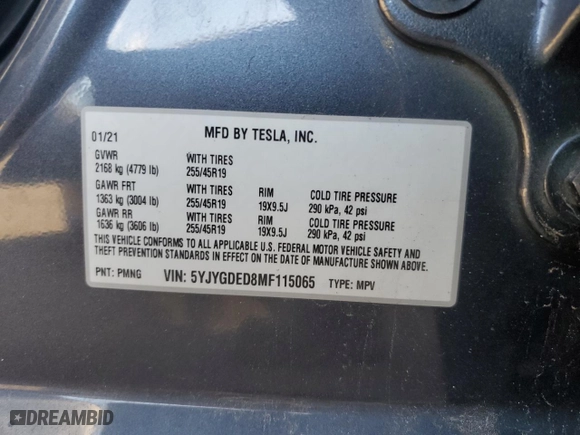 01/21 MFD BY TESLA, INC.
GVWR WITH TIRES
2168 kg (4779 lb) 255/45R19
GAWR FRT WITH TIRES RIM COLD TIRE PRESSURE
1363 kg (3004 lb) 255/45R19 19X9.5J 290 kPa, 42 psi
GAWR RR WITH TIRES RIM COLD TIRE PRESSURE
1636 kg (3606 lb) 255/45R19 19X9.5J 290 kPa, 42 psi
THIS VEHICLE CONFORMS TO ALL APPLICABLE U.S. FEDERAL MOTOR VEHICLE SAFETY AND
THEFT PREVENTION STANDARDS IN EFFECT ON THE DATE OF MANUFACTURE SHOWN ABOVE.
PNT: PMNG VIN: 5YJYGDED8MF115065 TYPE: MPV
DREAMBID